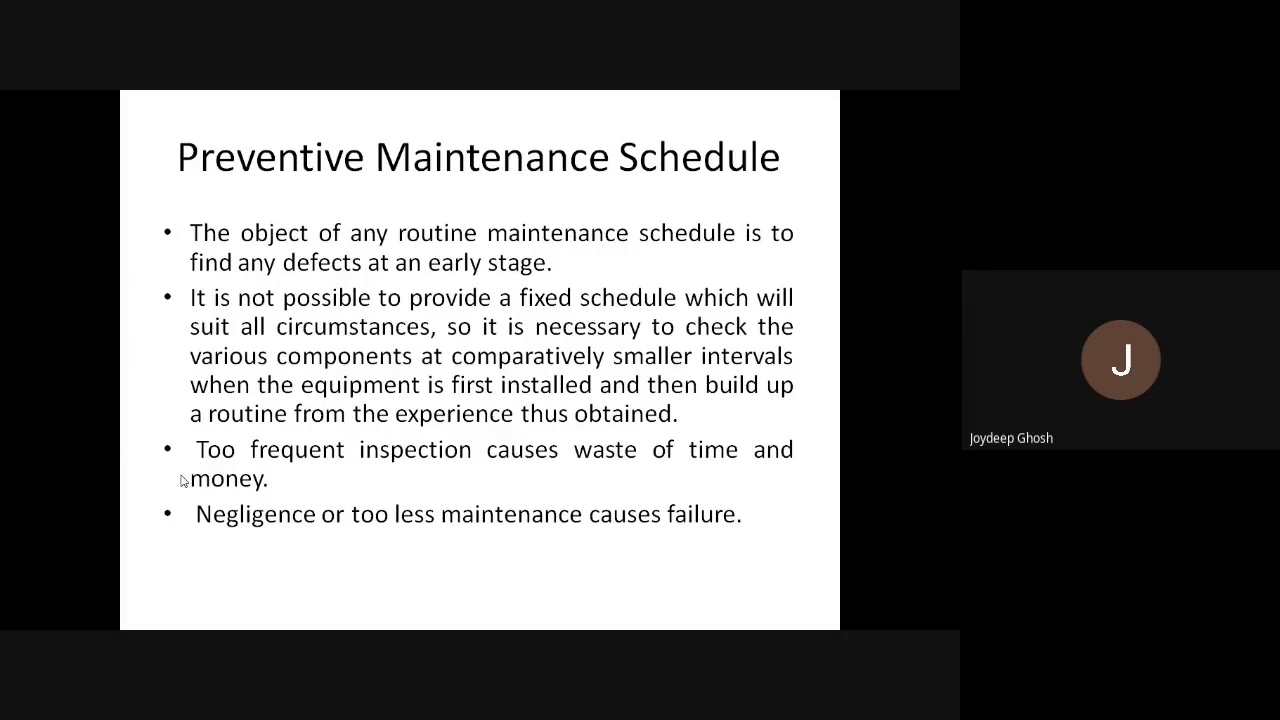 Preventive Maintenance Schedule
• The object of any routine maintenance schedule is to
find any defects at an early stage.
• It is not possible to provide a fixed schedule which will
suit all circumstances, so it is necessary to check the
various components at comparatively smaller intervals
when the equipment is first installed and then build up
a routine from the experience thus obtained.
• Too frequent inspection causes waste of time and
money.
• Negligence or too less maintenance causes failure.
J
Joydeep Ghosh